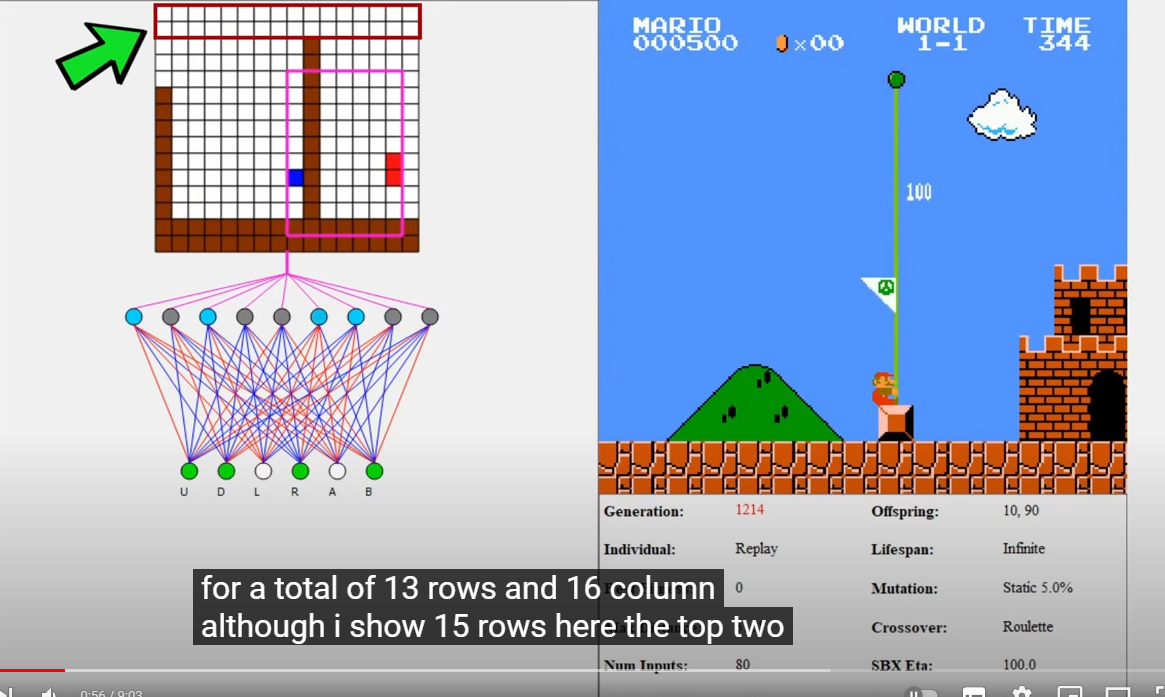 MARIO WORLD TIME
000500 ×00 1-1 344
100
U D L R A B
Generation: 1214 Offspring: 10, 90
Individual: Replay Lifespan: Infinite
0 Mutation: Static 5.0%
Crossover: Roulette
Num Inputs: 80 SBX Eta: 100.0
for a total of 13 rows and 16 column
although i show 15 rows here the top two
0:56 / 9:03